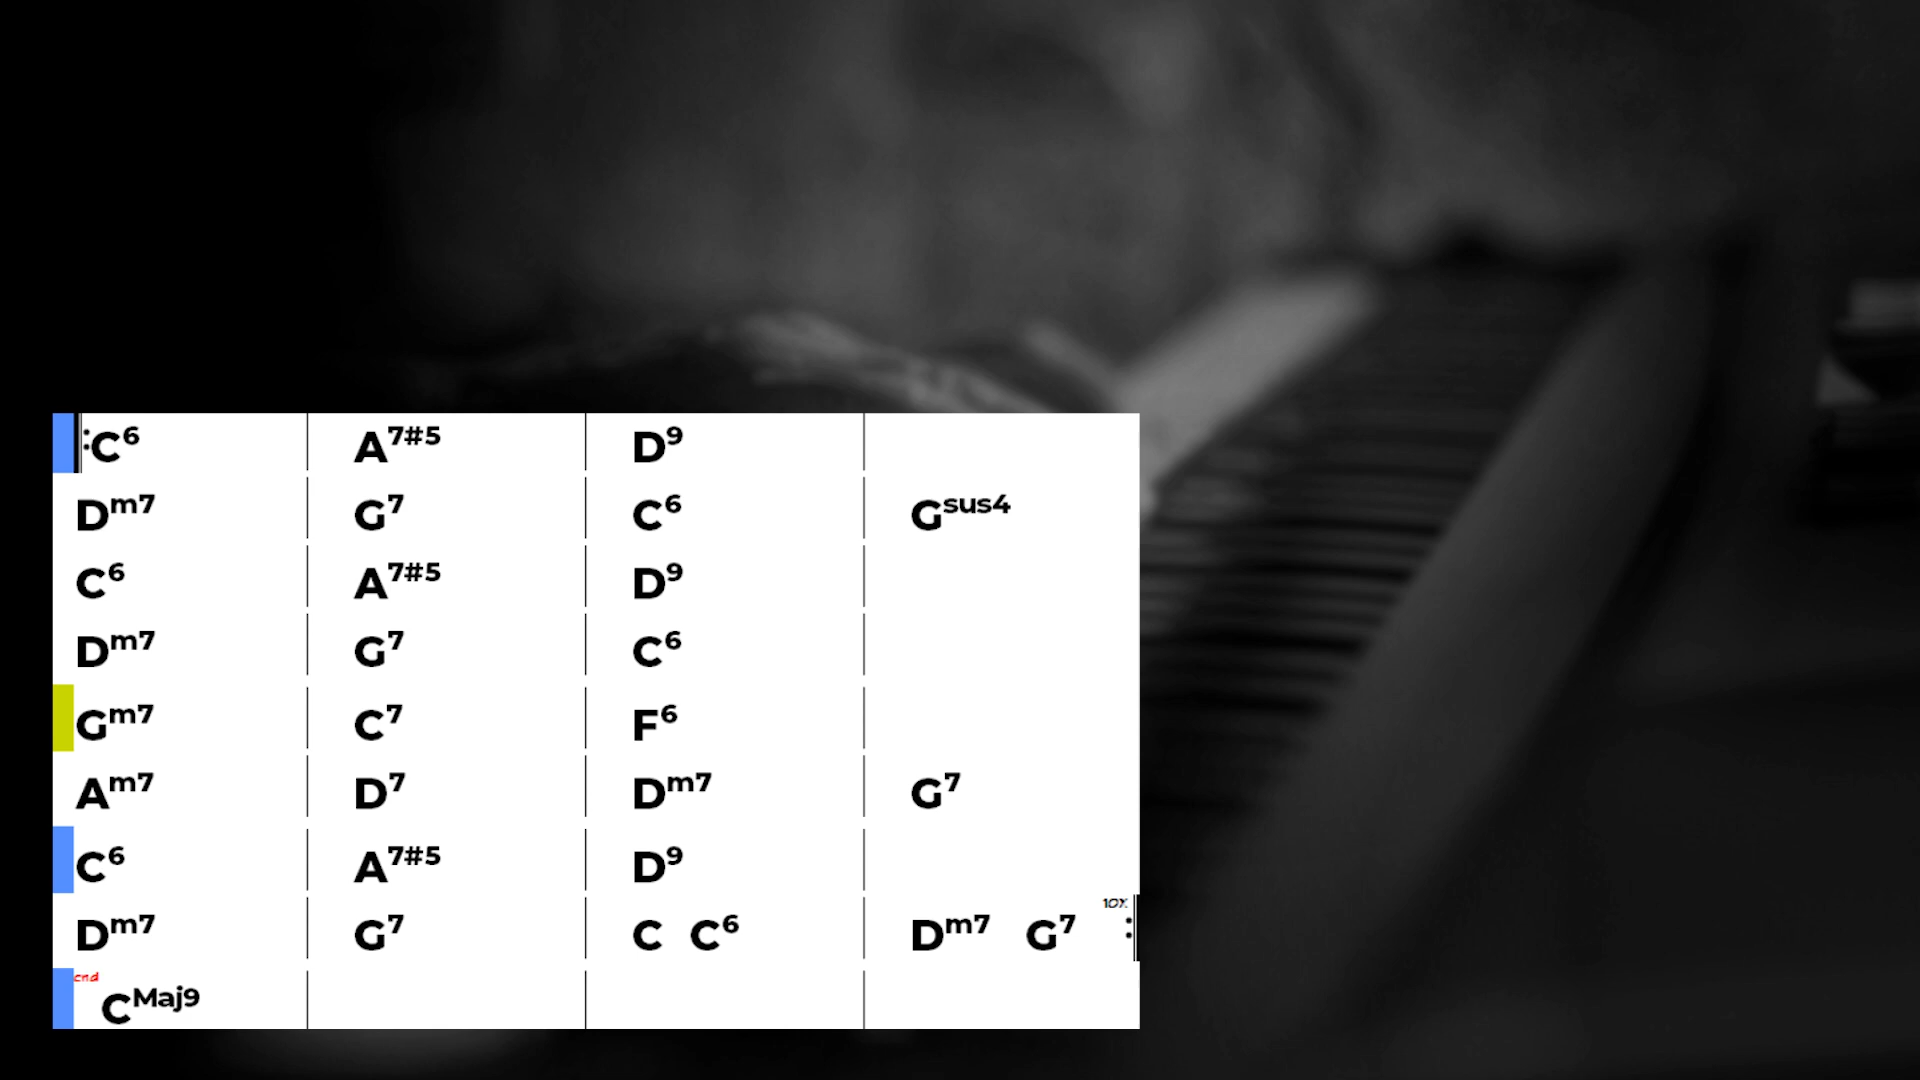 C6 A7#5 D9
Dm7 G7 C6 Gsus4
C6 A7#5 D9
Dm7 G7 C6
Gm7 C7 F6
Am7 D7 Dm7 G7
C6 A7#5 D9
10x
Dm7 G7 C C6 Dm7 G7
end
CMaj9